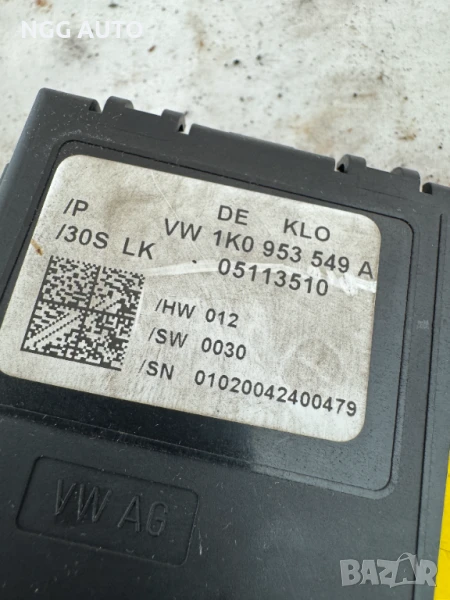 NGG AUTO
DE KLO
/P VW 1K0 953 549 A
/30S LK 05113510
/HW 012
/SW 0030
/SN 01020042400479
VW AG
BAZAR